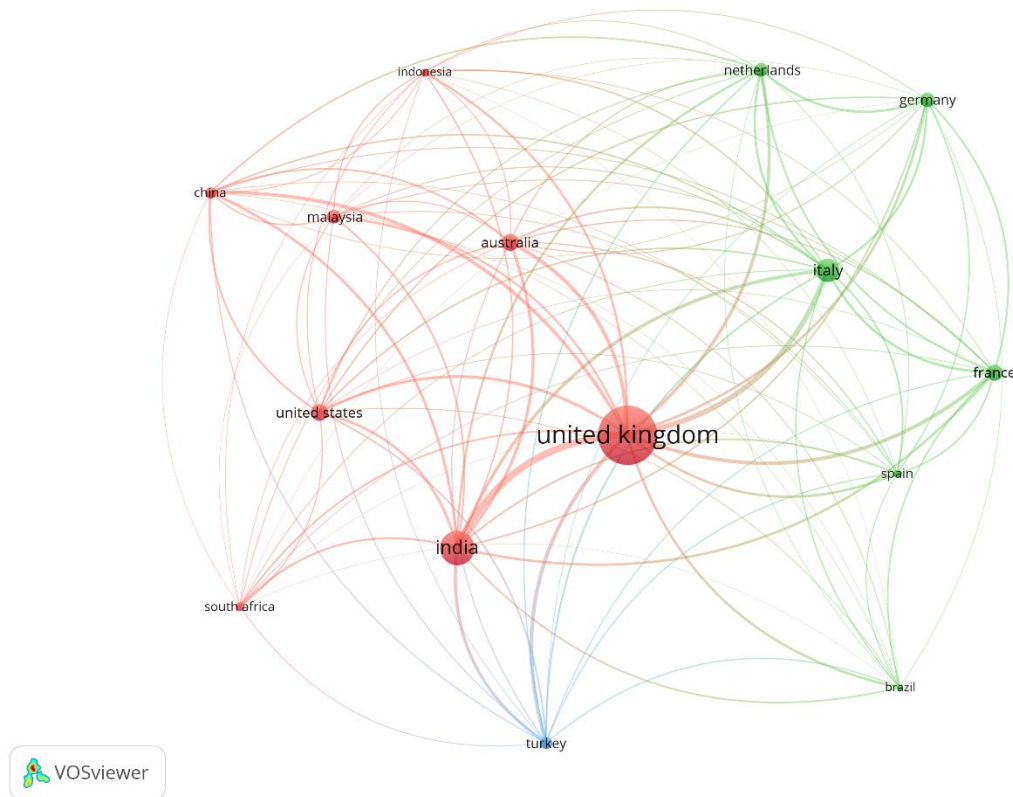 indonesia
netherlands
germany
china
malaysia
australia
italy
france
united states
united kingdom
spain
india
south africa
brazil
turkey
VOSviewer